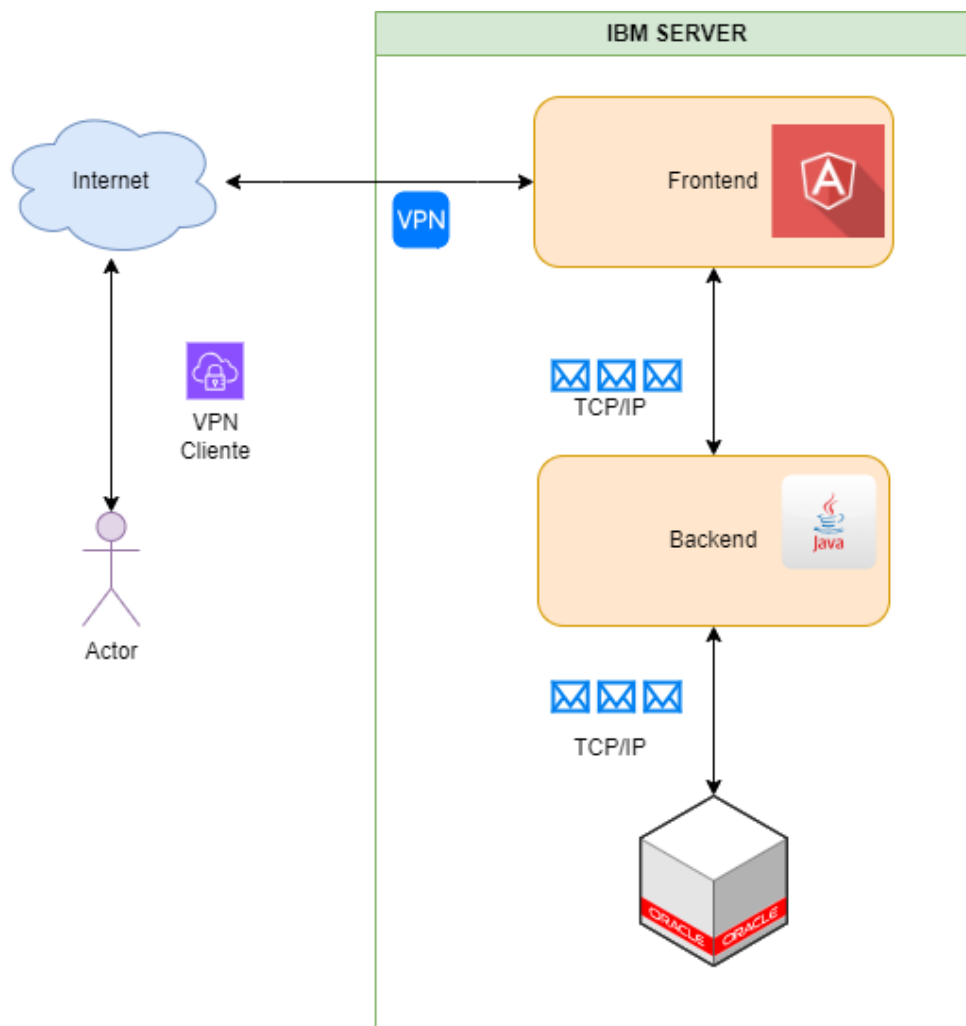 IBM SERVER
Internet
Frontend
A
VPN
VPN
Cliente
TCP/IP
Backend
Java
Actor
TCP/IP
ORACLE
ORACLE